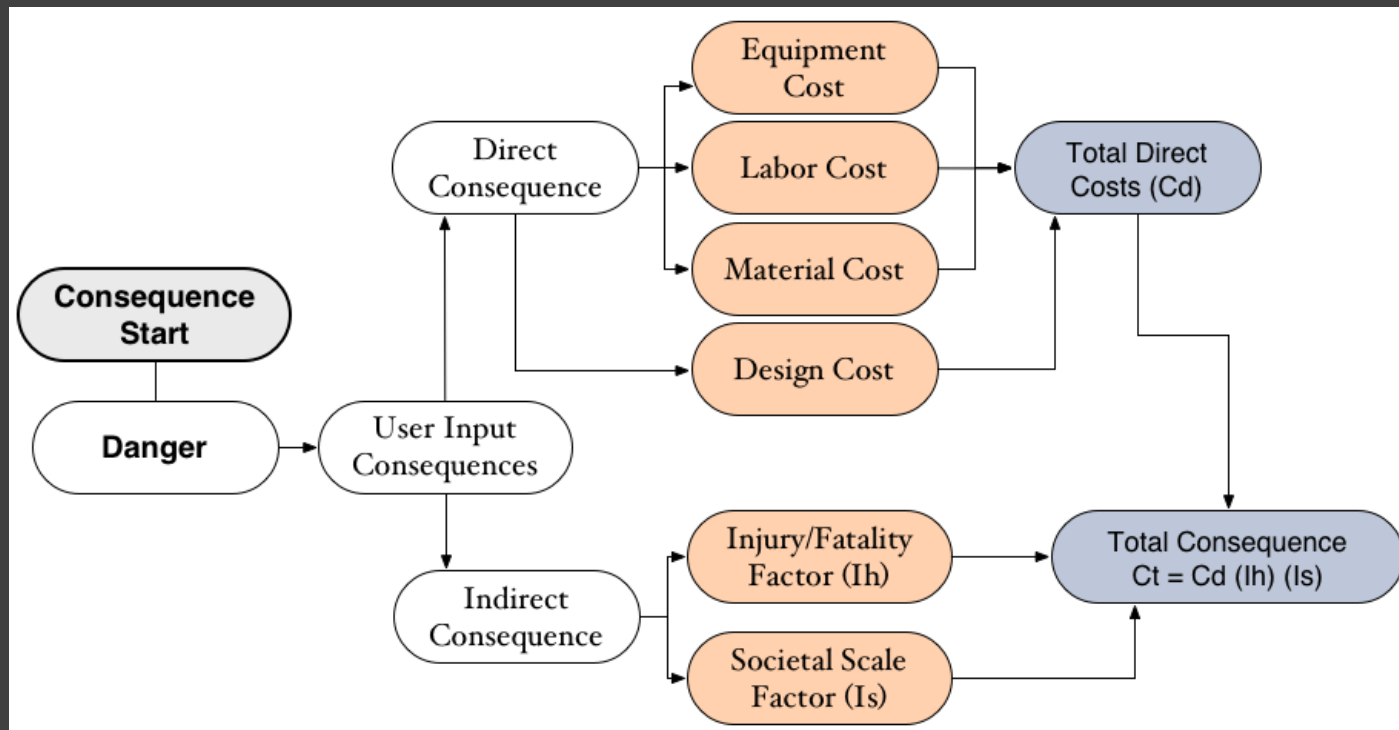 Equipment
Cost
Direct
Consequence
Labor Cost
Total Direct
Costs (Cd)
Material Cost
Consequence
Start
Design Cost
Danger
User Input
Consequences
Injury/Fatality
Factor (Ih)
Total Consequence
Ct = Cd (Ih) (Is)
Indirect
Consequence
Societal Scale
Factor (Is)